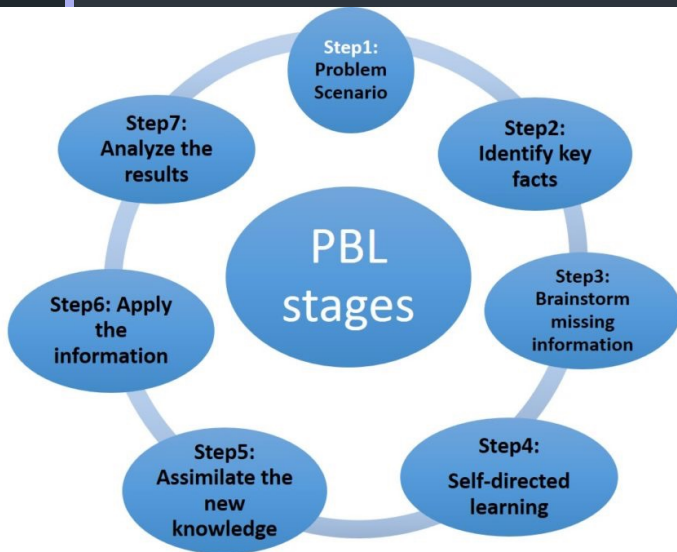 Step1:
Problem
Scenario
Step2:
Identify key
facts
Step3:
Brainstorm
missing
information
Step4:
Self-directed
learning
Step5:
Assimilate the
new
knowledge
Step6: Apply
the
information
Step7:
Analyze the
results
PBL
stages